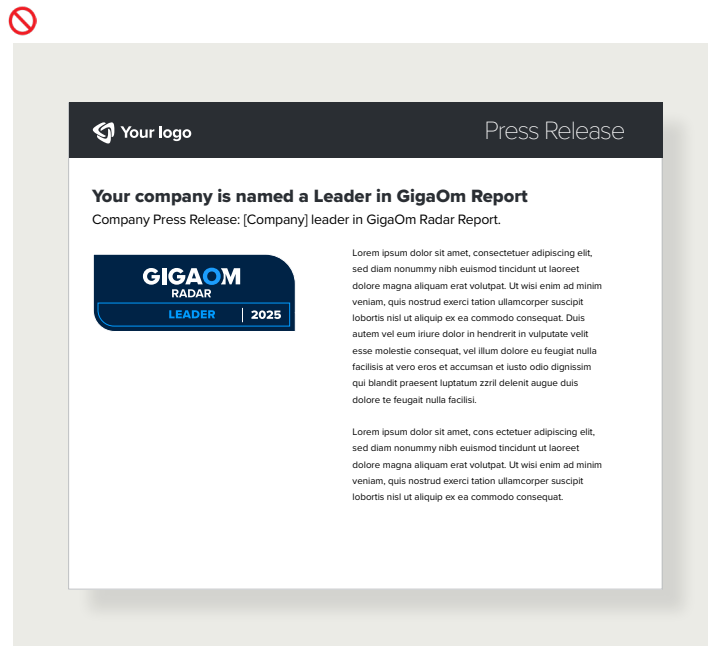 Your logo
Press Release
Your company is named a Leader in GigaOm Report
Company Press Release: [Company] leader in GigaOm Radar Report.
GIGAOM
RADAR
LEADER | 2025
Lorem ipsum dolor sit amet, consectetuer adipiscing elit,
sed diam nonummy nibh euismod tincidunt ut laoreet
dolore magna aliquam erat volutpat. Ut wisi enim ad minim
veniam, quis nostrud exerci tation ullamcorper suscipit
lobortis nisl ut aliquip ex ea commodo consequat. Duis
autem vel eum iriure dolor in hendrerit in vulputate velit
esse molestie consequat, vel illum dolore eu feugiat nulla
facilisis at vero eros et accumsan et iusto odio dignissim
qui blandit praesent luptatum zzril delenit augue duis
dolore te feugait nulla facilisi.
Lorem ipsum dolor sit amet, cons ectetuer adipiscing elit,
sed diam nonummy nibh euismod tincidunt ut laoreet
dolore magna aliquam erat volutpat. Ut wisi enim ad minim
veniam, quis nostrud exerci tation ullamcorper suscipit
lobortis nisl ut aliquip ex ea commodo consequat.